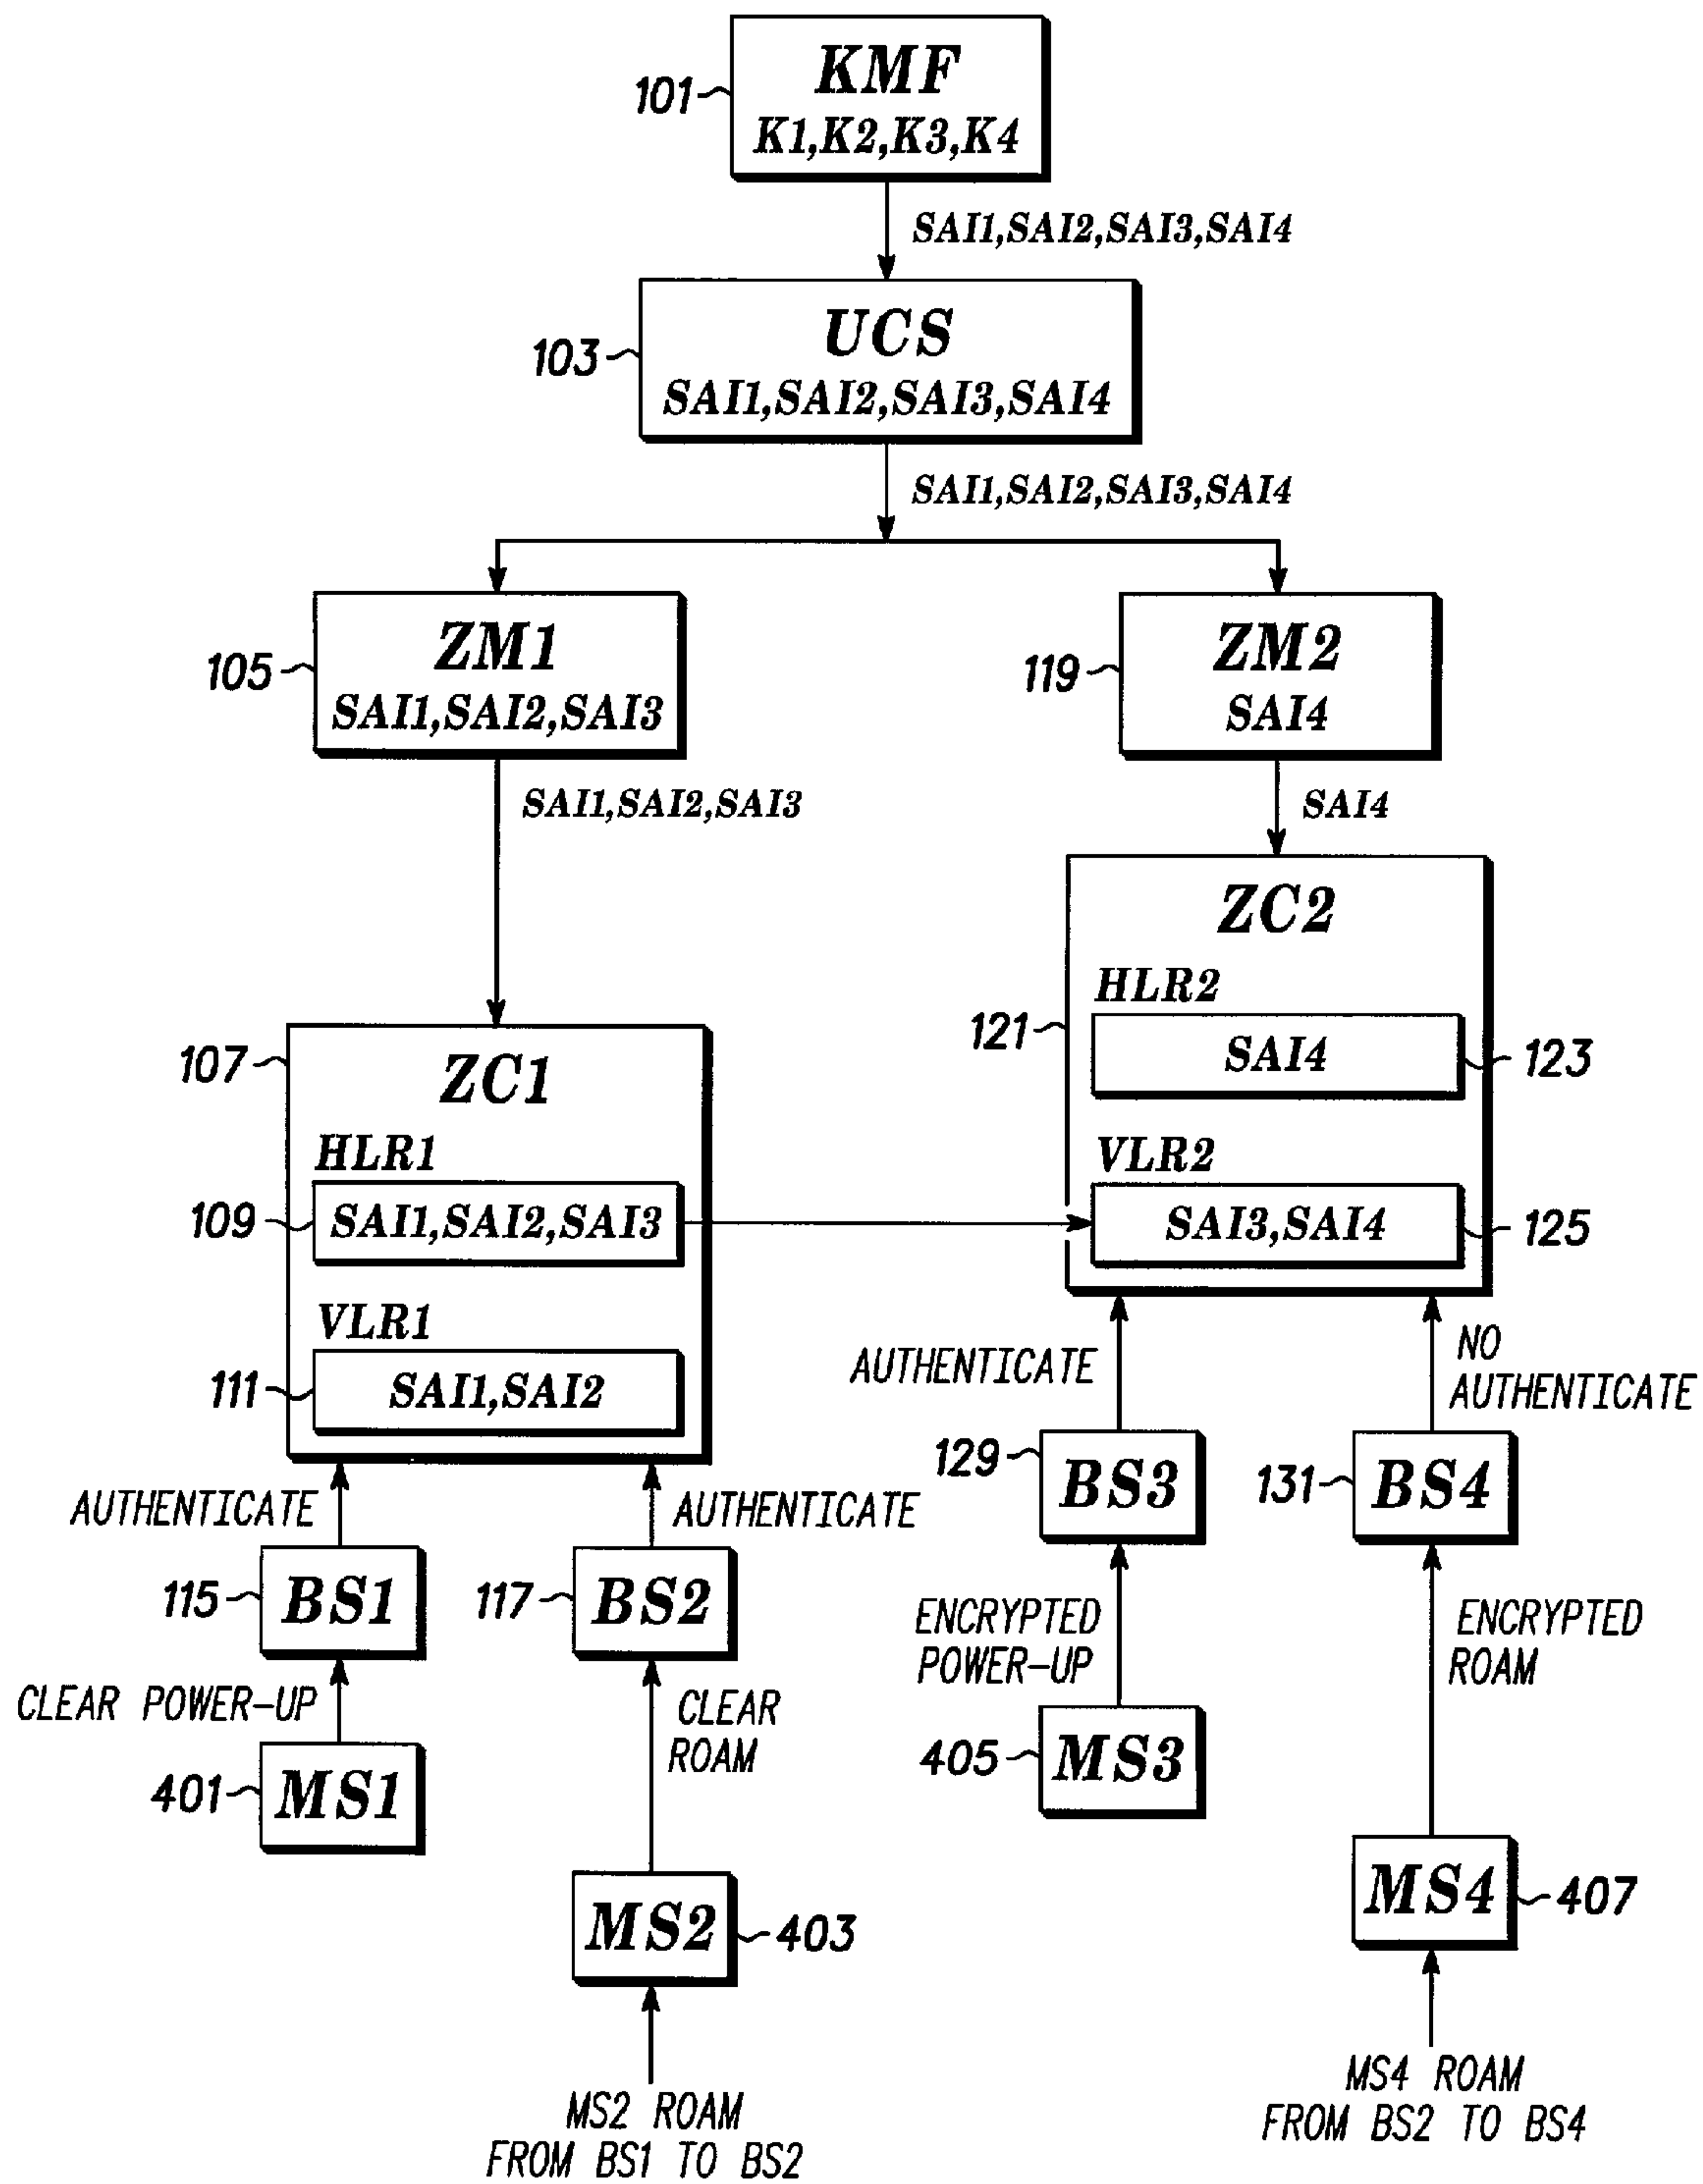 KMF
101
K1,K2,K3,K4
SAI1,SAI2,SAI3,SAI4
UCS
103
SAI1,SAI2,SAI3,SAI4
SAI1,SAI2,SAI3,SAI4
ZM1
105
SAI1,SAI2,SAI3
ZM2
119
SAI4
SAI1,SAI2,SAI3
SAI4
ZC2
HLR2
121
SAI4
123
VLR2
SAI3,SAI4
125
107
ZC1
HLR1
109
SAI1,SAI2,SAI3
VLR1
111
SAI1,SAI2
AUTHENTICATE
NO
AUTHENTICATE
129
BS3
131
BS4
AUTHENTICATE
AUTHENTICATE
115
BS1
117
BS2
ENCRYPTED
POWER-UP
ENCRYPTED
ROAM
CLEAR POWER-UP
CLEAR
ROAM
401
MS1
405
MS3
403
MS2
407
MS4
MS2 ROAM
FROM BS1 TO BS2
MS4 ROAM
FROM BS2 TO BS4